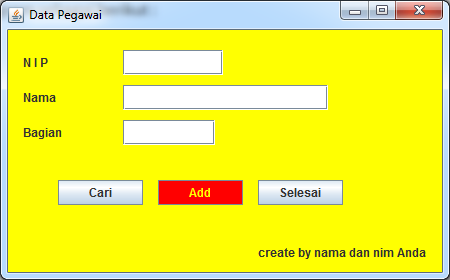 Data Pegawai
N I P
Nama
Bagian
Cari Add Selesai
create by nama dan nim Anda